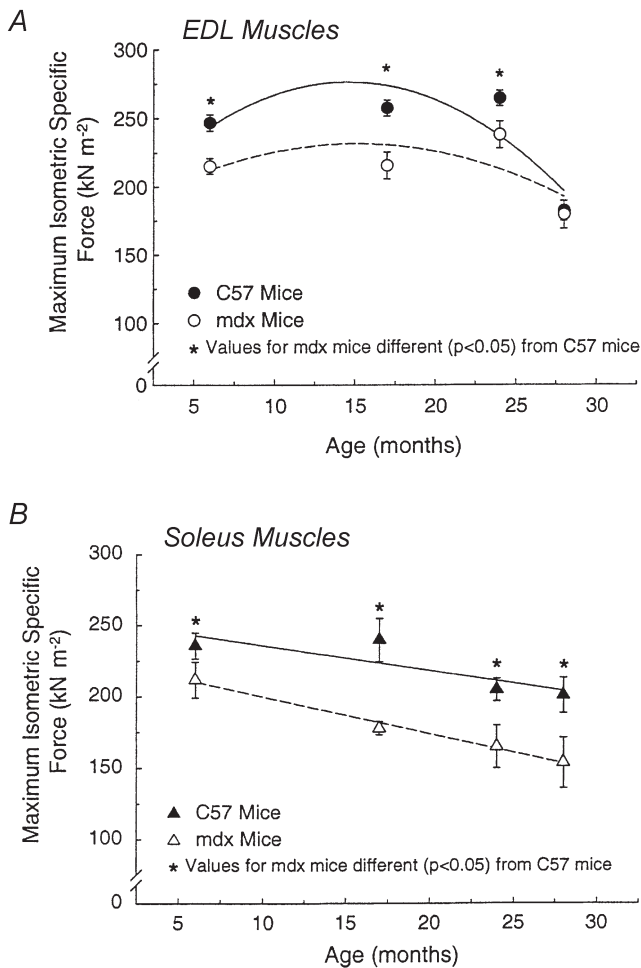 A
EDL Muscles
Maximum Isometric Specific
Force (kN m-2)
300
250
200
150
100
0
● C57 Mice
○ mdx Mice
* Values for mdx mice different (p<0.05) from C57 mice
* * *
5 10 15 20 25 30
Age (months)
B
Soleus Muscles
Maximum Isometric Specific
Force (kN m-2)
300
250
200
150
100
0
* * * *
▲ C57 Mice
△ mdx Mice
* Values for mdx mice different (p<0.05) from C57 mice
5 10 15 20 25 30
Age (months)